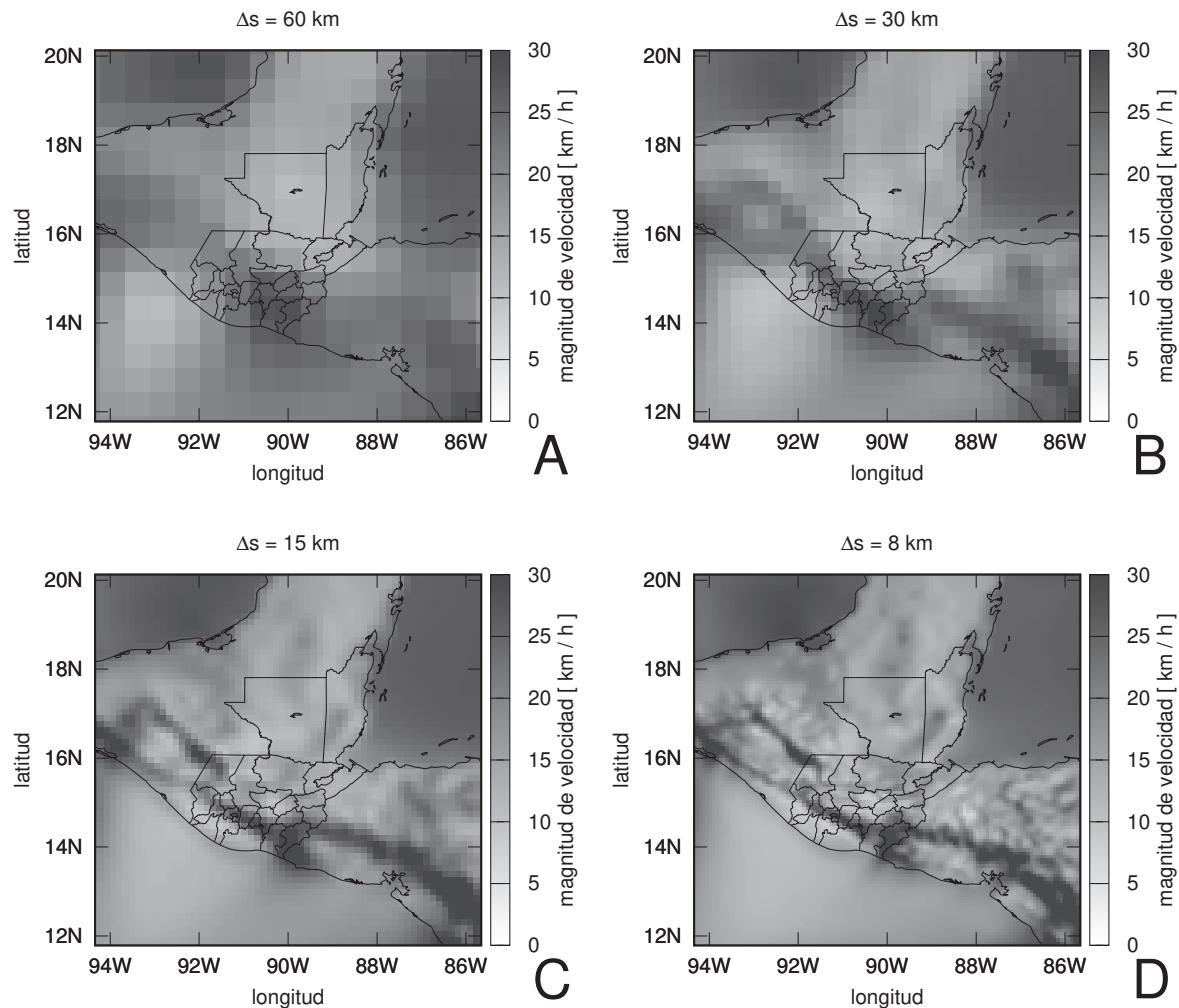 Δs = 60 km
20N
18N
16N
14N
12N
latitud
94W 92W 90W 88W 86W
longitud
30
25
20
15
10
5
0
magnitud de velocidad [ km / h ]
A
Δs = 30 km
20N
18N
16N
14N
12N
latitud
94W 92W 90W 88W 86W
longitud
30
25
20
15
10
5
0
magnitud de velocidad [ km / h ]
B
Δs = 15 km
20N
18N
16N
14N
12N
latitud
94W 92W 90W 88W 86W
longitud
30
25
20
15
10
5
0
magnitud de velocidad [ km / h ]
C
Δs = 8 km
20N
18N
16N
14N
12N
latitud
94W 92W 90W 88W 86W
longitud
30
25
20
15
10
5
0
magnitud de velocidad [ km / h ]
D